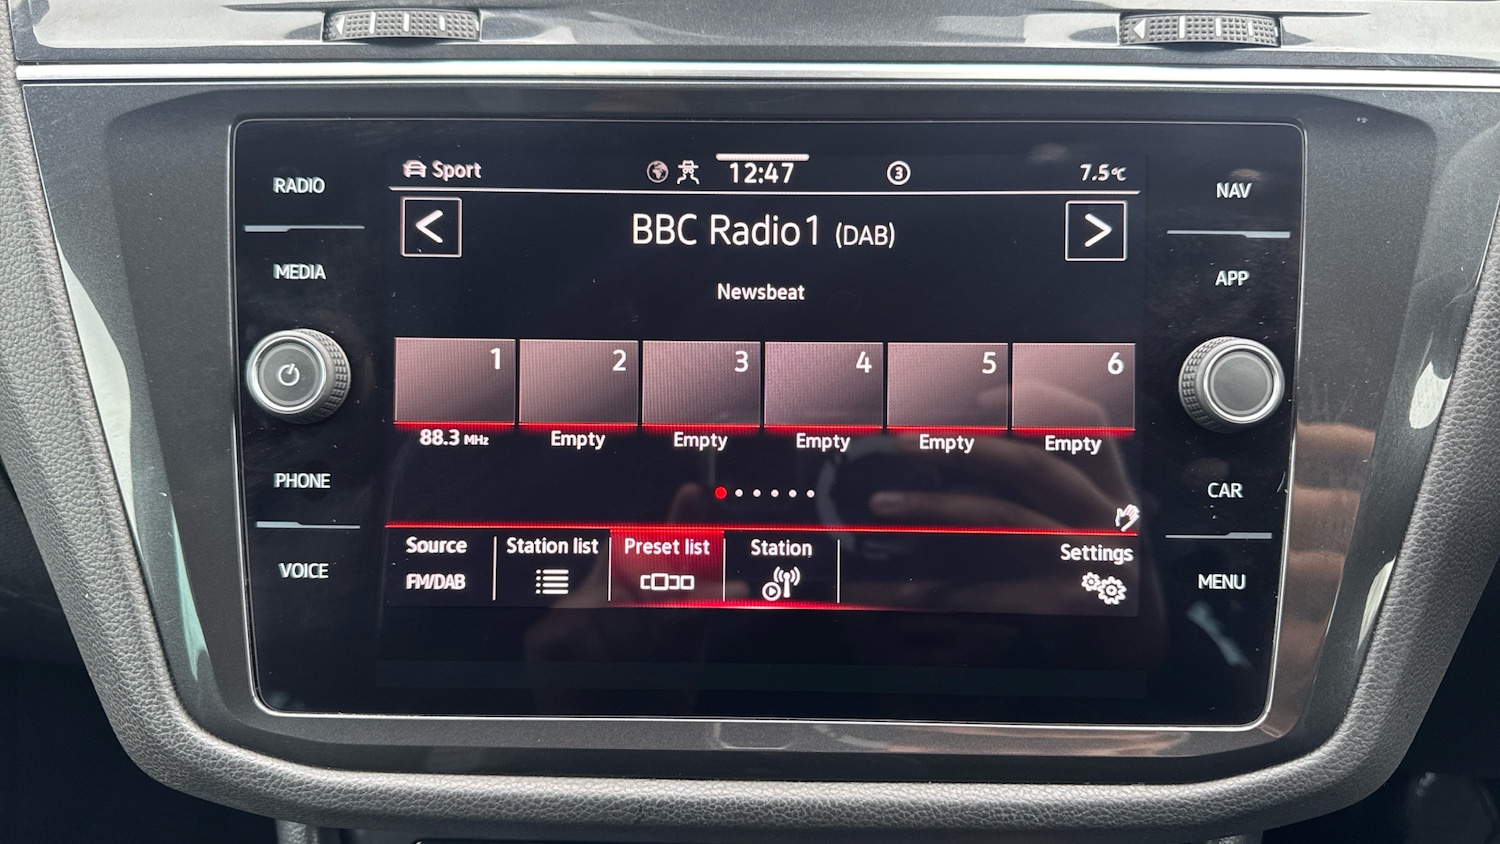 Sport 12:47 3 7.5°C
RADIO
MEDIA
PHONE
VOICE
< BBC Radio1 (DAB) >
Newsbeat
1 2 3 4 5 6
88.3 MHz Empty Empty Empty Empty Empty
Source Station list Preset list Station Settings
FM/DAB
NAV
APP
CAR
MENU